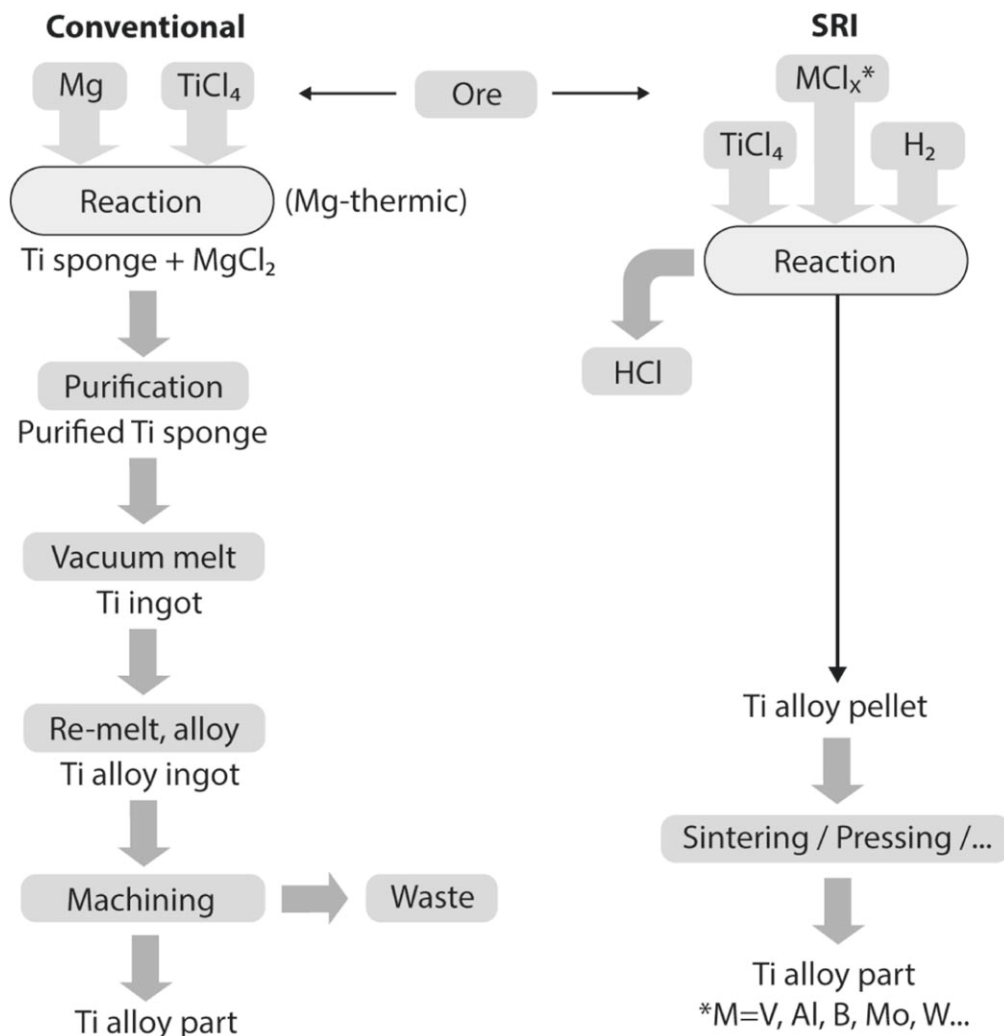 Conventional
Mg
TiCl₄
Reaction
(Mg-thermic)
Ti sponge + MgCl₂
Purification
Purified Ti sponge
Vacuum melt
Ti ingot
Re-melt, alloy
Ti alloy ingot
Machining
Waste
Ti alloy part
Ore
SRI
MClₓ*
TiCl₄
H₂
Reaction
HCl
Ti alloy pellet
Sintering / Pressing /...
Ti alloy part
*M=V, Al, B, Mo, W...